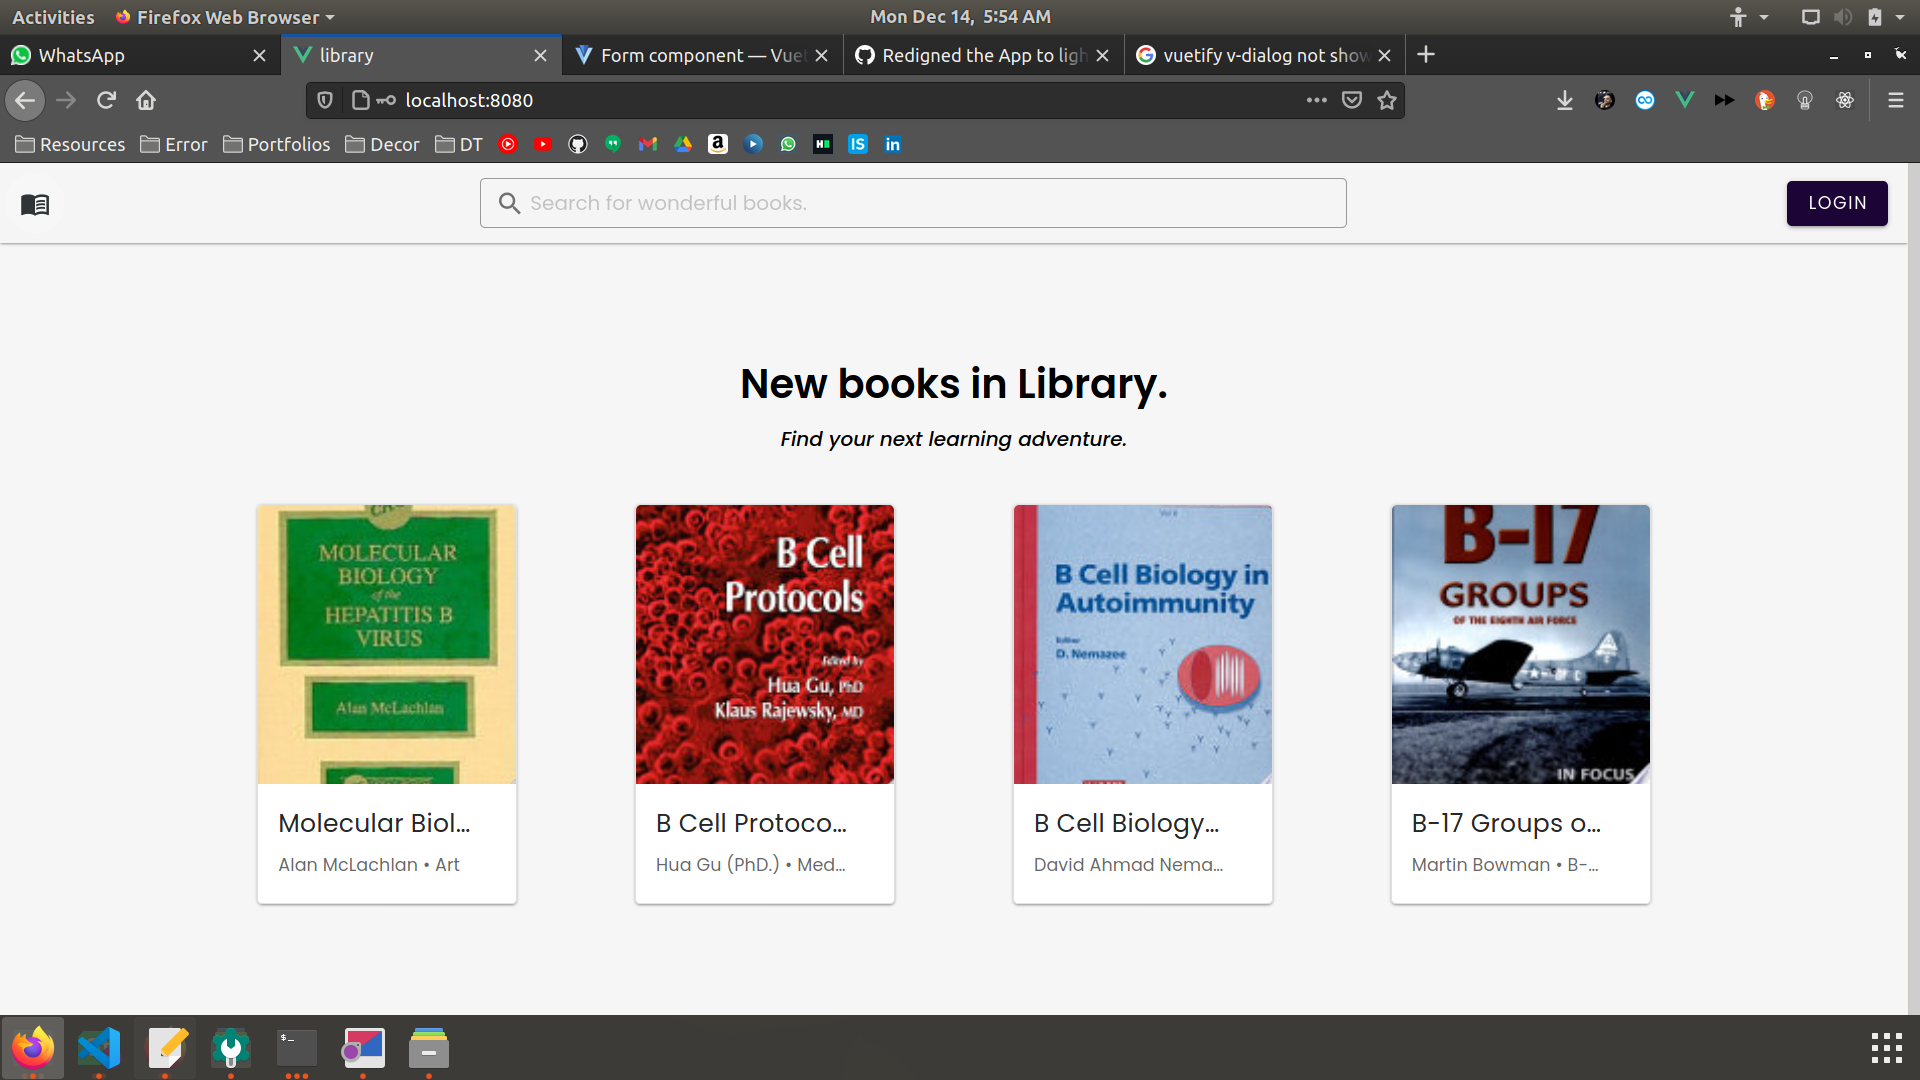 Activities Firefox Web Browser Mon Dec 14, 5:54 AM
WhatsApp library Form component — Vuet Redigned the App to ligh vuetify v-dialog not show
localhost:8080
Resources Error Portfolios Decor DT a H IS in
Search for wonderful books. LOGIN
New books in Library.
Find your next learning adventure.
MOLECULAR
BIOLOGY
of the
HEPATITIS B
VIRUS
Alan McLachlan
B Cell
Protocols
Edited by
Hua Gu, PhD
Klaus Rajewsky, MD
B Cell Biology in
Autoimmunity
Editor
D. Nemazee
B-17
GROUPS
OF THE EIGHTH AIR FORCE
IN FOCUS
Molecular Biol...
Alan McLachlan • Art
B Cell Protoco...
Hua Gu (PhD.) • Med...
B Cell Biology...
David Ahmad Nema...
B-17 Groups o...
Martin Bowman • B-...
$_